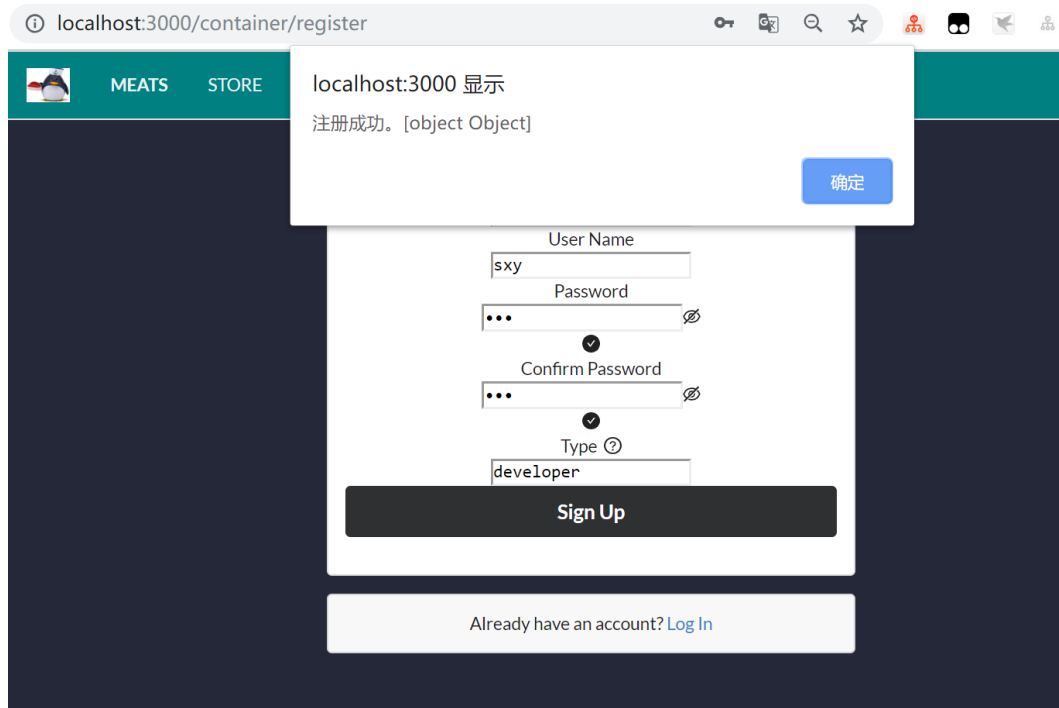 localhost:3000/container/register
MEATS STORE
localhost:3000 显示
注册成功。[object Object]
确定
User Name
sxy
Password
Confirm Password
Type
developer
Sign Up
Already have an account? Log In